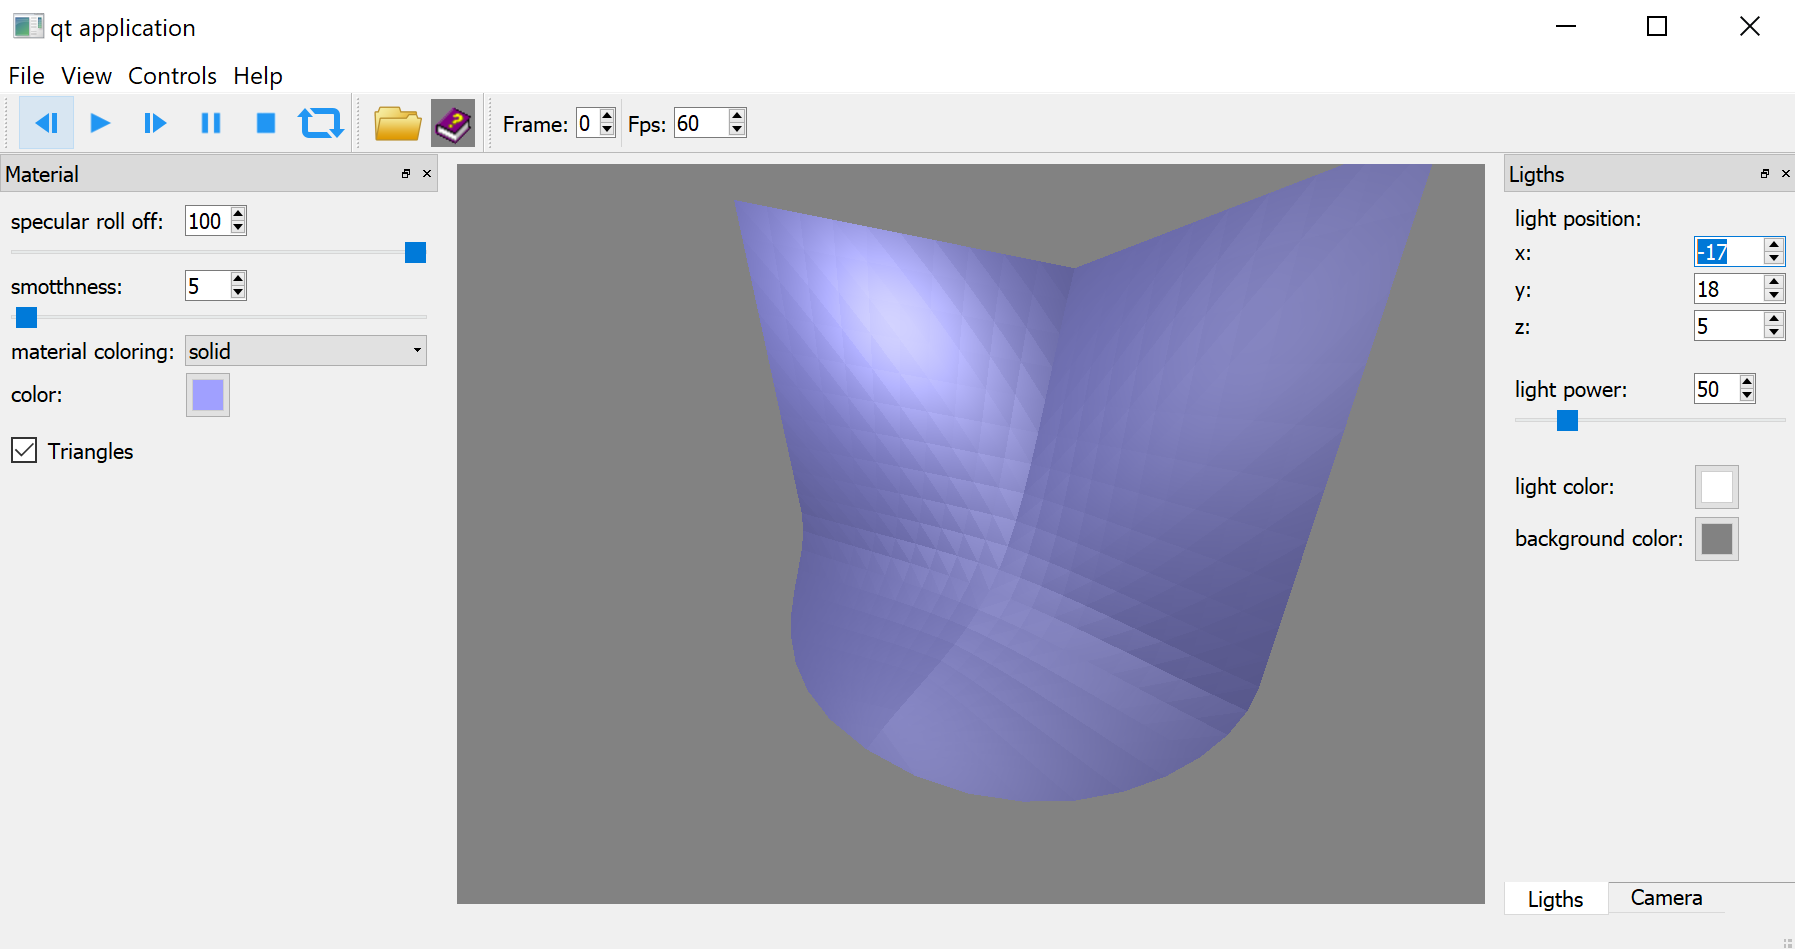 qt application
File View Controls Help
Frame: 0 Fps: 60
Material
specular roll off: 100
smotthness: 5
material coloring: solid
color:
Triangles
Ligths
light position:
x: -17
y: 18
z: 5
light power: 50
light color:
background color:
Ligths Camera